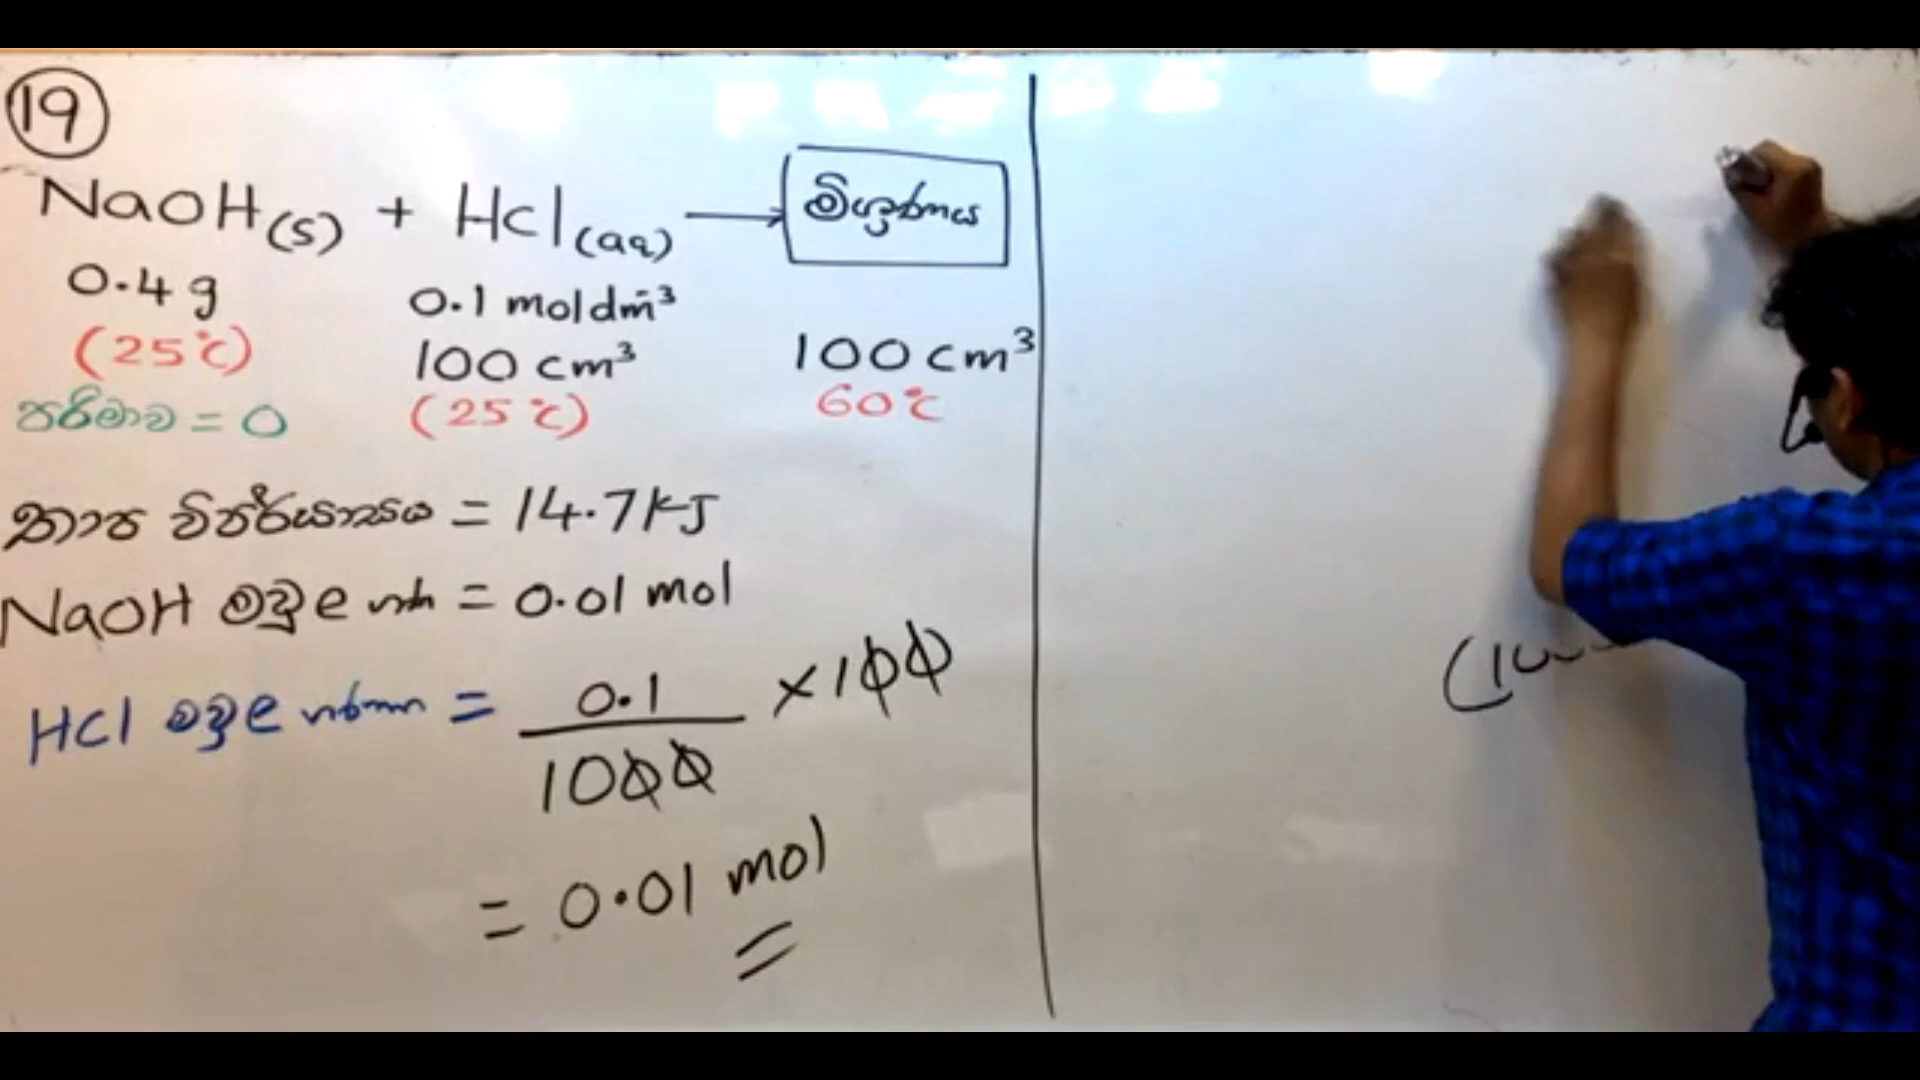 19
NaOH(s) + HCl(aq) → මිශ්‍රණය
0.4 g 0.1 moldm⁻³
(25℃) 100 cm³ 100 cm³
පරිමාව = 0 (25℃) 60℃
තාප විපර්යාසය = 14.7 kJ
NaOH මවුල = 0.01 mol
HCl මවුල = 0.1/1000 × 100
= 0.01 mol